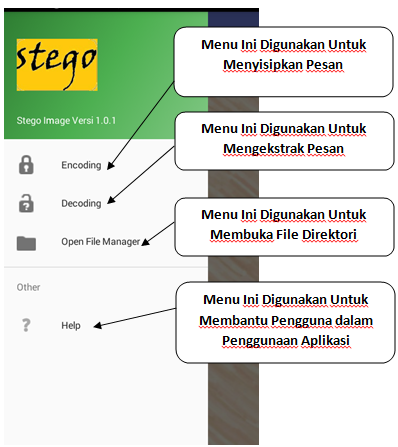 stego
Stego Image Versi 1.0.1
Encoding
Decoding
Open File Manager
Other
?
Help
Menu Ini Digunakan Untuk
Menyisipkan Pesan
Menu Ini Digunakan Untuk
Mengekstrak Pesan
Menu Ini Digunakan Untuk
Membuka File Direktori
Menu Ini Digunakan Untuk
Membantu Pengguna dalam
Penggunaan Aplikasi